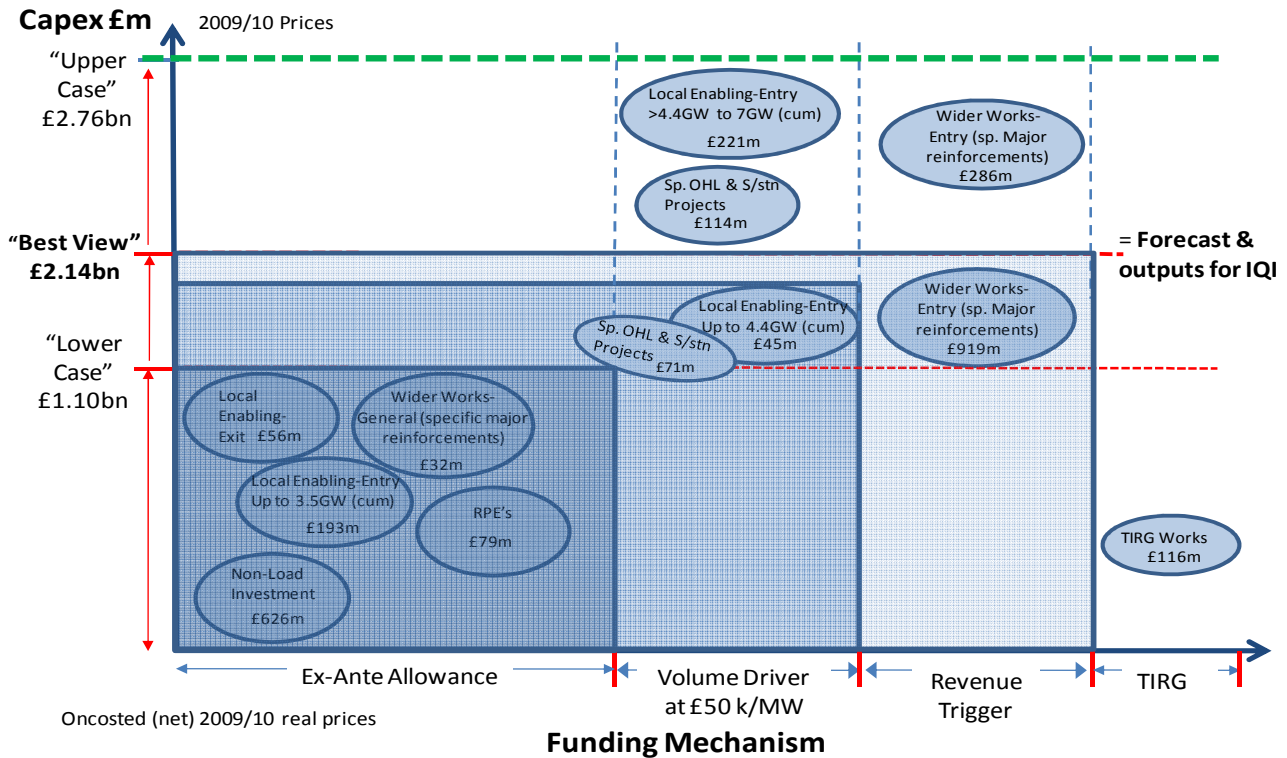 Capex £m
2009/10 Prices
“Upper
Case”
£2.76bn
Local Enabling-Entry
>4.4GW to 7GW (cum)
£221m
Wider Works-
Entry (sp. Major
reinforcements)
£286m
Sp. OHL & S/stn
Projects
£114m
“Best View”
£2.14bn
= Forecast &
outputs for IQI
Local Enabling-Entry
Up to 4.4GW (cum)
£45m
Wider Works-
Entry (sp. Major
reinforcements)
£919m
Sp. OHL & S/stn
Projects
£71m
“Lower
Case”
£1.10bn
Local
Enabling-
Exit £56m
Wider Works-
General (specific major
reinforcements)
£32m
Local Enabling-Entry
Up to 3.5GW (cum)
£193m
RPE's
£79m
TIRG Works
£116m
Non-Load
Investment
£626m
Ex-Ante Allowance
Volume Driver
at £50 k/MW
Revenue
Trigger
TIRG
Oncosted (net) 2009/10 real prices
Funding Mechanism